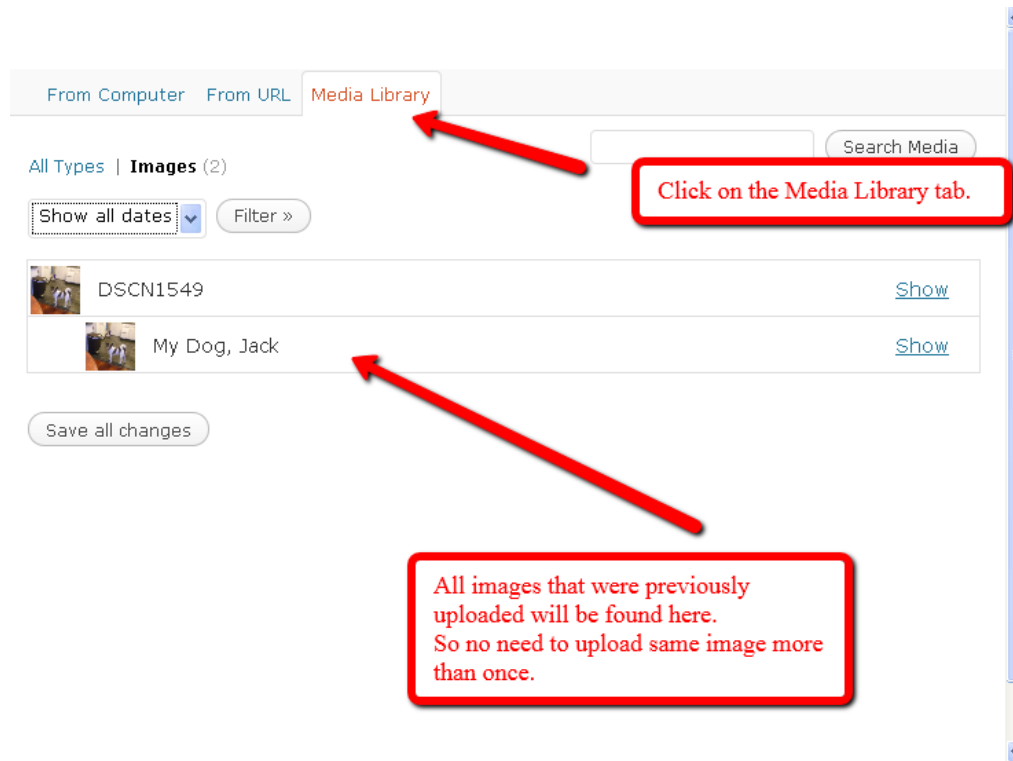 From Computer From URL Media Library
Search Media
All Types | Images (2)
Click on the Media Library tab.
Show all dates Filter »
DSCN1549 Show
My Dog, Jack Show
Save all changes
All images that were previously
uploaded will be found here.
So no need to upload same image more
than once.